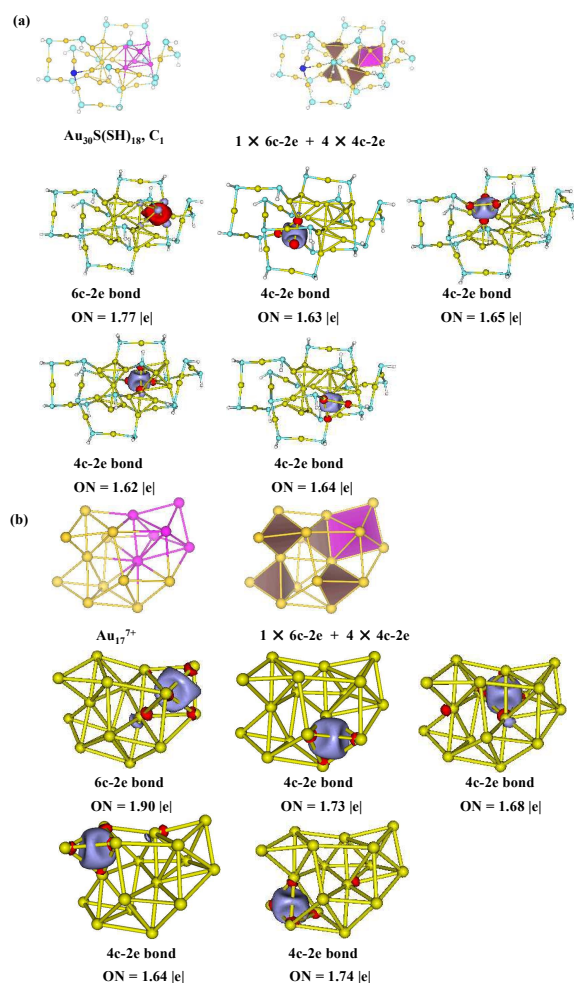 (a)
Au₃₀S(SH)₁₈, C₁
1 × 6c-2e + 4 × 4c-2e
6c-2e bond
ON = 1.77 |e|
4c-2e bond
ON = 1.63 |e|
4c-2e bond
ON = 1.65 |e|
4c-2e bond
ON = 1.62 |e|
4c-2e bond
ON = 1.64 |e|
(b)
Au₁₇⁷⁺
1 × 6c-2e + 4 × 4c-2e
6c-2e bond
ON = 1.90 |e|
4c-2e bond
ON = 1.73 |e|
4c-2e bond
ON = 1.68 |e|
4c-2e bond
ON = 1.64 |e|
4c-2e bond
ON = 1.74 |e|